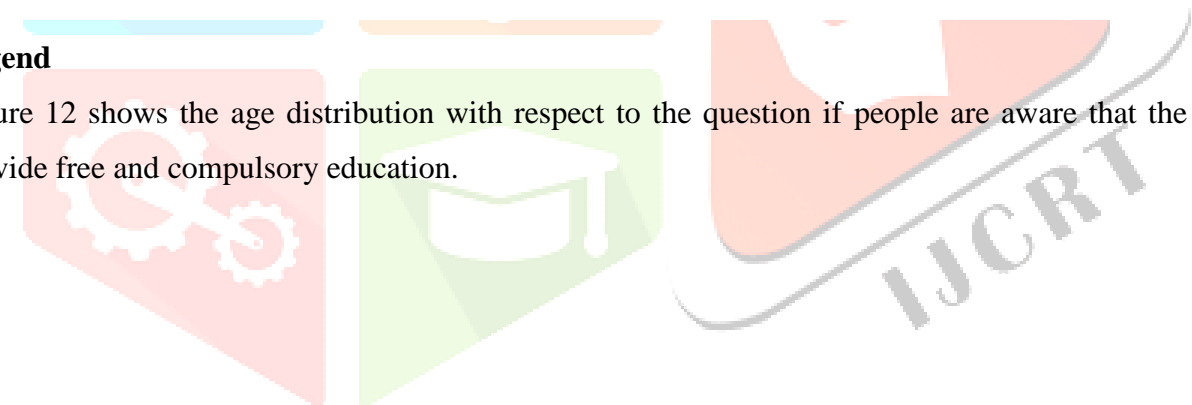 gend
ure 12 shows the age distribution with respect to the question if people are aware that the
vide free and compulsory education.
IJCRT